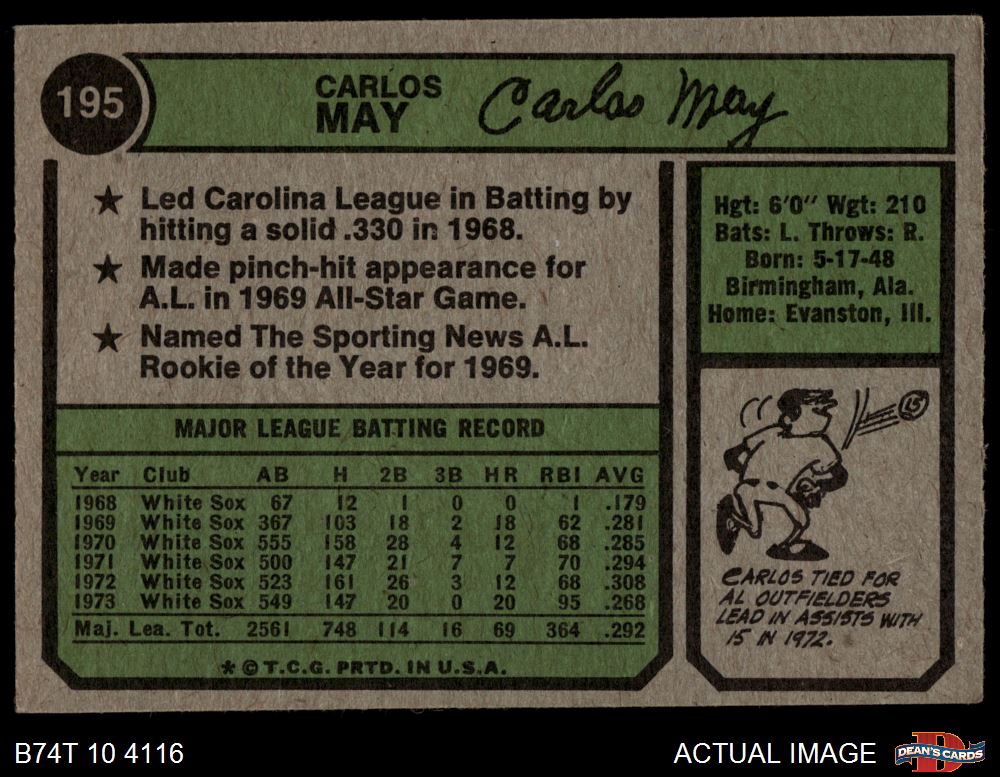 195
CARLOS
MAY
Carlos May
★ Led Carolina League in Batting by
hitting a solid .330 in 1968.
★ Made pinch-hit appearance for
A.L. in 1969 All-Star Game.
★ Named The Sporting News A.L.
Rookie of the Year for 1969.
MAJOR LEAGUE BATTING RECORD
Year Club AB H 2B 3B HR RBI AVG
1968 White Sox 67 12 1 0 0 1 .179
1969 White Sox 367 103 18 2 18 62 .281
1970 White Sox 555 158 28 4 12 68 .285
1971 White Sox 500 147 21 7 7 70 .294
1972 White Sox 523 161 26 3 12 68 .308
1973 White Sox 549 147 20 0 20 95 .268
Maj. Lea. Tot. 2561 748 114 16 69 364 .292
* © T.C.G. PRTD. IN U.S.A.
Hgt: 6'0" Wgt: 210
Bats: L. Throws: R.
Born: 5-17-48
Birmingham, Ala.
Home: Evanston, Ill.
15
CARLOS TIED FOR
AL OUTFIELDERS
LEAD IN ASSISTS WITH
15 IN 1972.
B74T 10 4116
ACTUAL IMAGE
D
DEAN'S CARDS